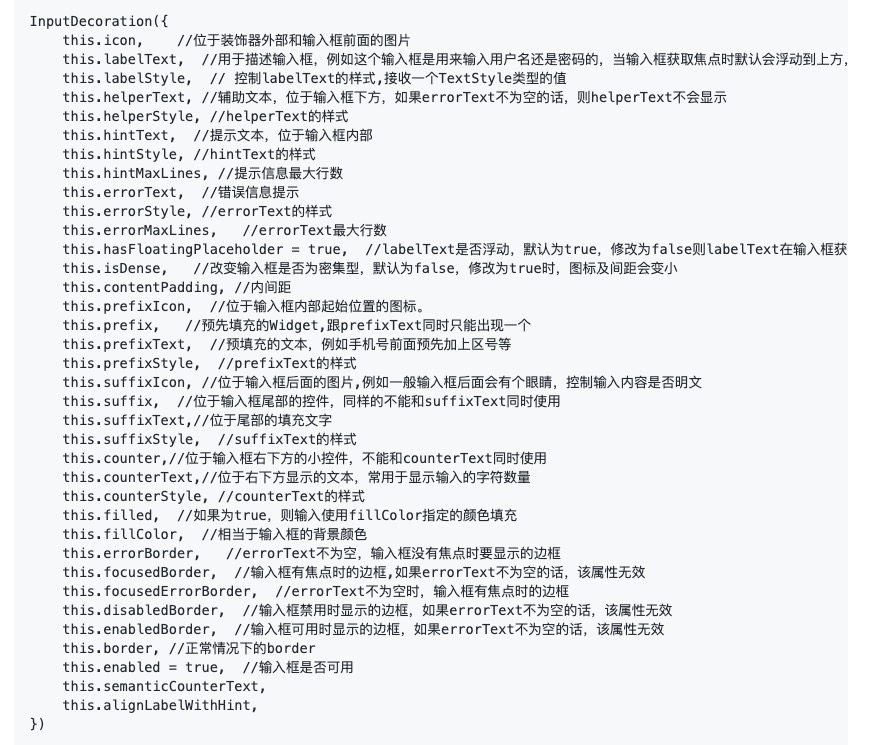 InputDecoration({
    this.icon,    //位于装饰器外部和输入框前面的图片
    this.labelText,  //用于描述输入框，例如这个输入框是用来输入用户名还是密码的，当输入框获取焦点时默认会浮动到上方，
    this.labelStyle,  // 控制labelText的样式,接收一个TextStyle类型的值
    this.helperText, //辅助文本，位于输入框下方，如果errorText不为空的话，则helperText不会显示
    this.helperStyle, //helperText的样式
    this.hintText,  //提示文本，位于输入框内部
    this.hintStyle, //hintText的样式
    this.hintMaxLines, //提示信息最大行数
    this.errorText,  //错误信息提示
    this.errorStyle, //errorText的样式
    this.errorMaxLines,   //errorText最大行数
    this.hasFloatingPlaceholder = true,  //labelText是否浮动，默认为true，修改为false则labelText在输入框获
    this.isDense,   //改变输入框是否为密集型，默认为false，修改为true时，图标及间距会变小
    this.contentPadding, //内间距
    this.prefixIcon,  //位于输入框内部起始位置的图标。
    this.prefix,   //预先填充的Widget,跟prefixText同时只能出现一个
    this.prefixText,  //预填充的文本，例如手机号前面预先加上区号等
    this.prefixStyle,  //prefixText的样式
    this.suffixIcon, //位于输入框后面的图片,例如一般输入框后面会有个眼睛，控制输入内容是否明文
    this.suffix,  //位于输入框尾部的控件，同样的不能和suffixText同时使用
    this.suffixText,//位于尾部的填充文字
    this.suffixStyle,  //suffixText的样式
    this.counter,//位于输入框右下方的小控件，不能和counterText同时使用
    this.counterText,//位于右下方显示的文本，常用于显示输入的字符数量
    this.counterStyle, //counterText的样式
    this.filled,  //如果为true，则输入使用fillColor指定的颜色填充
    this.fillColor,  //相当于输入框的背景颜色
    this.errorBorder,   //errorText不为空，输入框没有焦点时要显示的边框
    this.focusedBorder,  //输入框有焦点时的边框,如果errorText不为空的话，该属性无效
    this.focusedErrorBorder,  //errorText不为空时，输入框有焦点时的边框
    this.disabledBorder,  //输入框禁用时显示的边框，如果errorText不为空的话，该属性无效
    this.enabledBorder,  //输入框可用时显示的边框，如果errorText不为空的话，该属性无效
    this.border, //正常情况下的border
    this.enabled = true,  //输入框是否可用
    this.semanticCounterText,
    this.alignLabelWithHint,
})